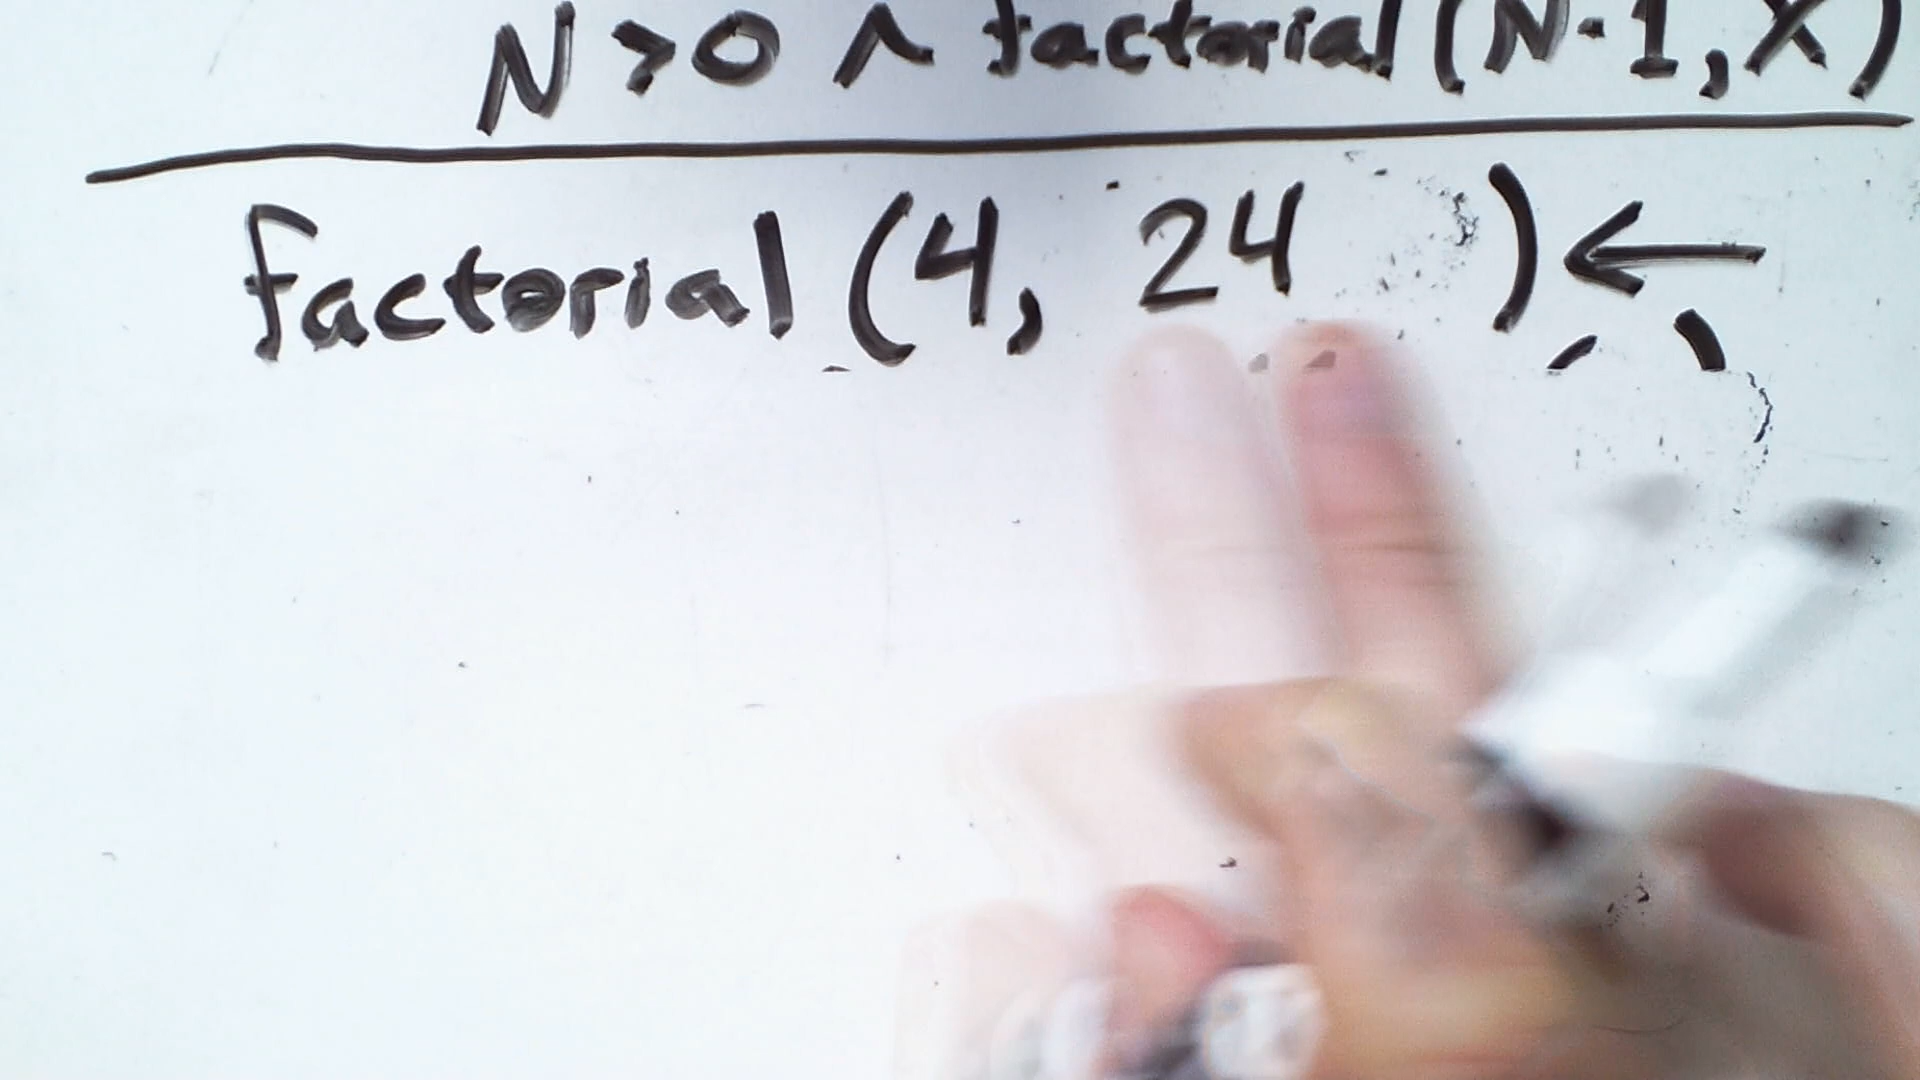 N>0 ∧ factorial(N-1,X)
factorial(4, 24 )←